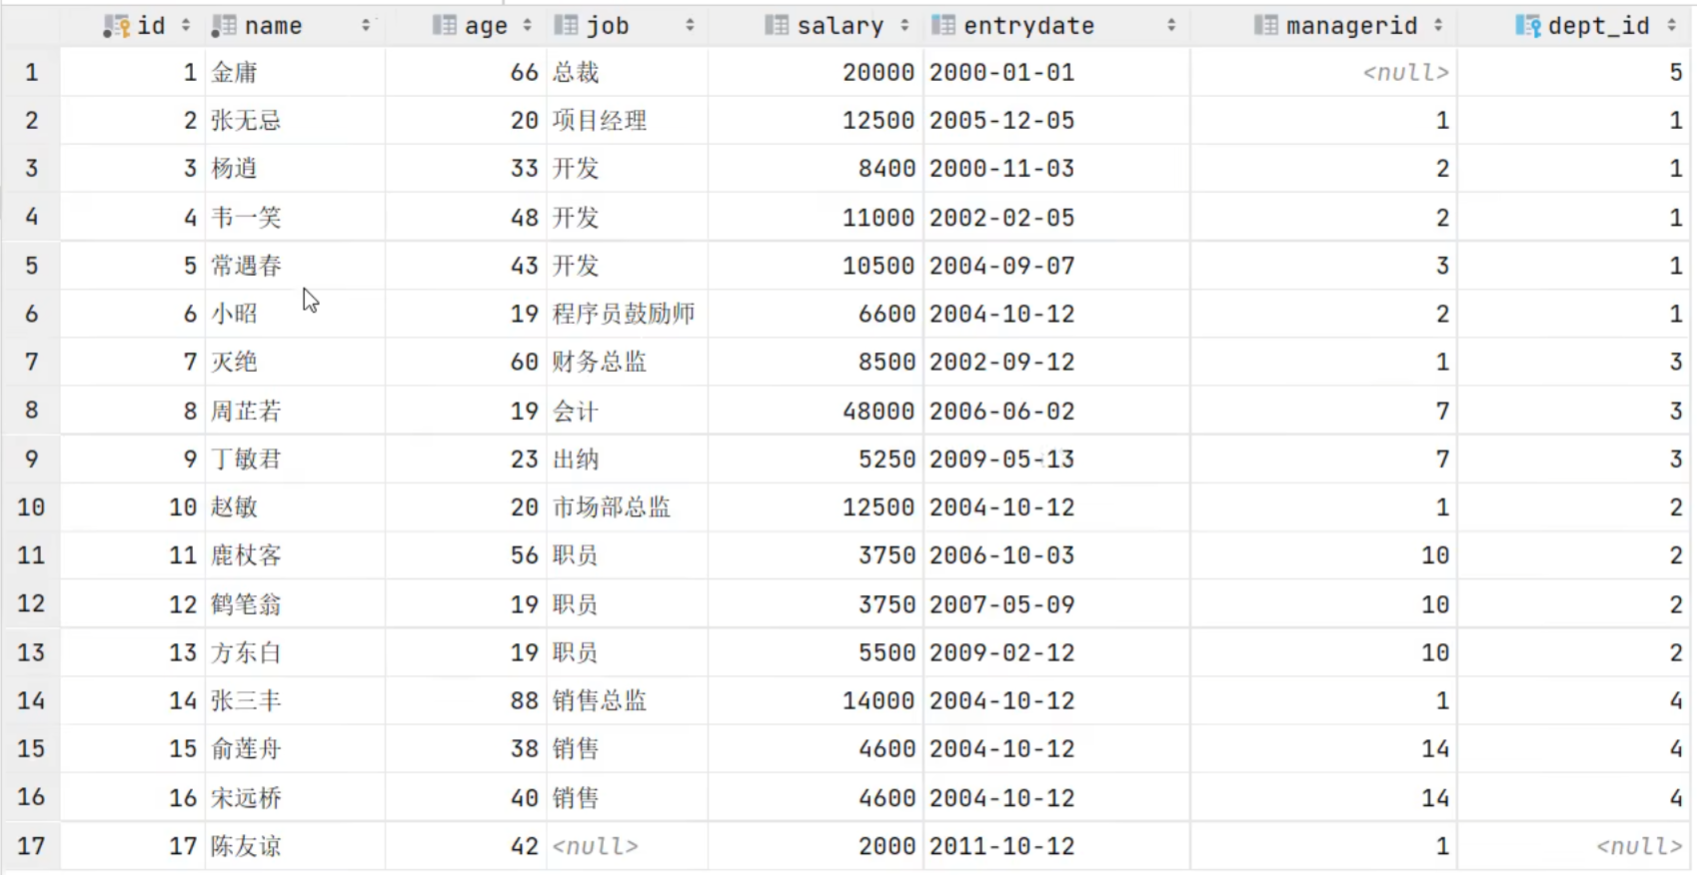 id name age job salary entrydate managerid dept_id
1 1 金庸 66 总裁 20000 2000-01-01 <null> 5
2 2 张无忌 20 项目经理 12500 2005-12-05 1 1
3 3 杨逍 33 开发 8400 2000-11-03 2 1
4 4 韦一笑 48 开发 11000 2002-02-05 2 1
5 5 常遇春 43 开发 10500 2004-09-07 3 1
6 6 小昭 19 程序员鼓励师 6600 2004-10-12 2 1
7 7 灭绝 60 财务总监 8500 2002-09-12 1 3
8 8 周芷若 19 会计 48000 2006-06-02 7 3
9 9 丁敏君 23 出纳 5250 2009-05-13 7 3
10 10 赵敏 20 市场部总监 12500 2004-10-12 1 2
11 11 鹿杖客 56 职员 3750 2006-10-03 10 2
12 12 鹤笔翁 19 职员 3750 2007-05-09 10 2
13 13 方东白 19 职员 5500 2009-02-12 10 2
14 14 张三丰 88 销售总监 14000 2004-10-12 1 4
15 15 俞莲舟 38 销售 4600 2004-10-12 14 4
16 16 宋远桥 40 销售 4600 2004-10-12 14 4
17 17 陈友谅 42 <null> 2000 2011-10-12 1 <null>